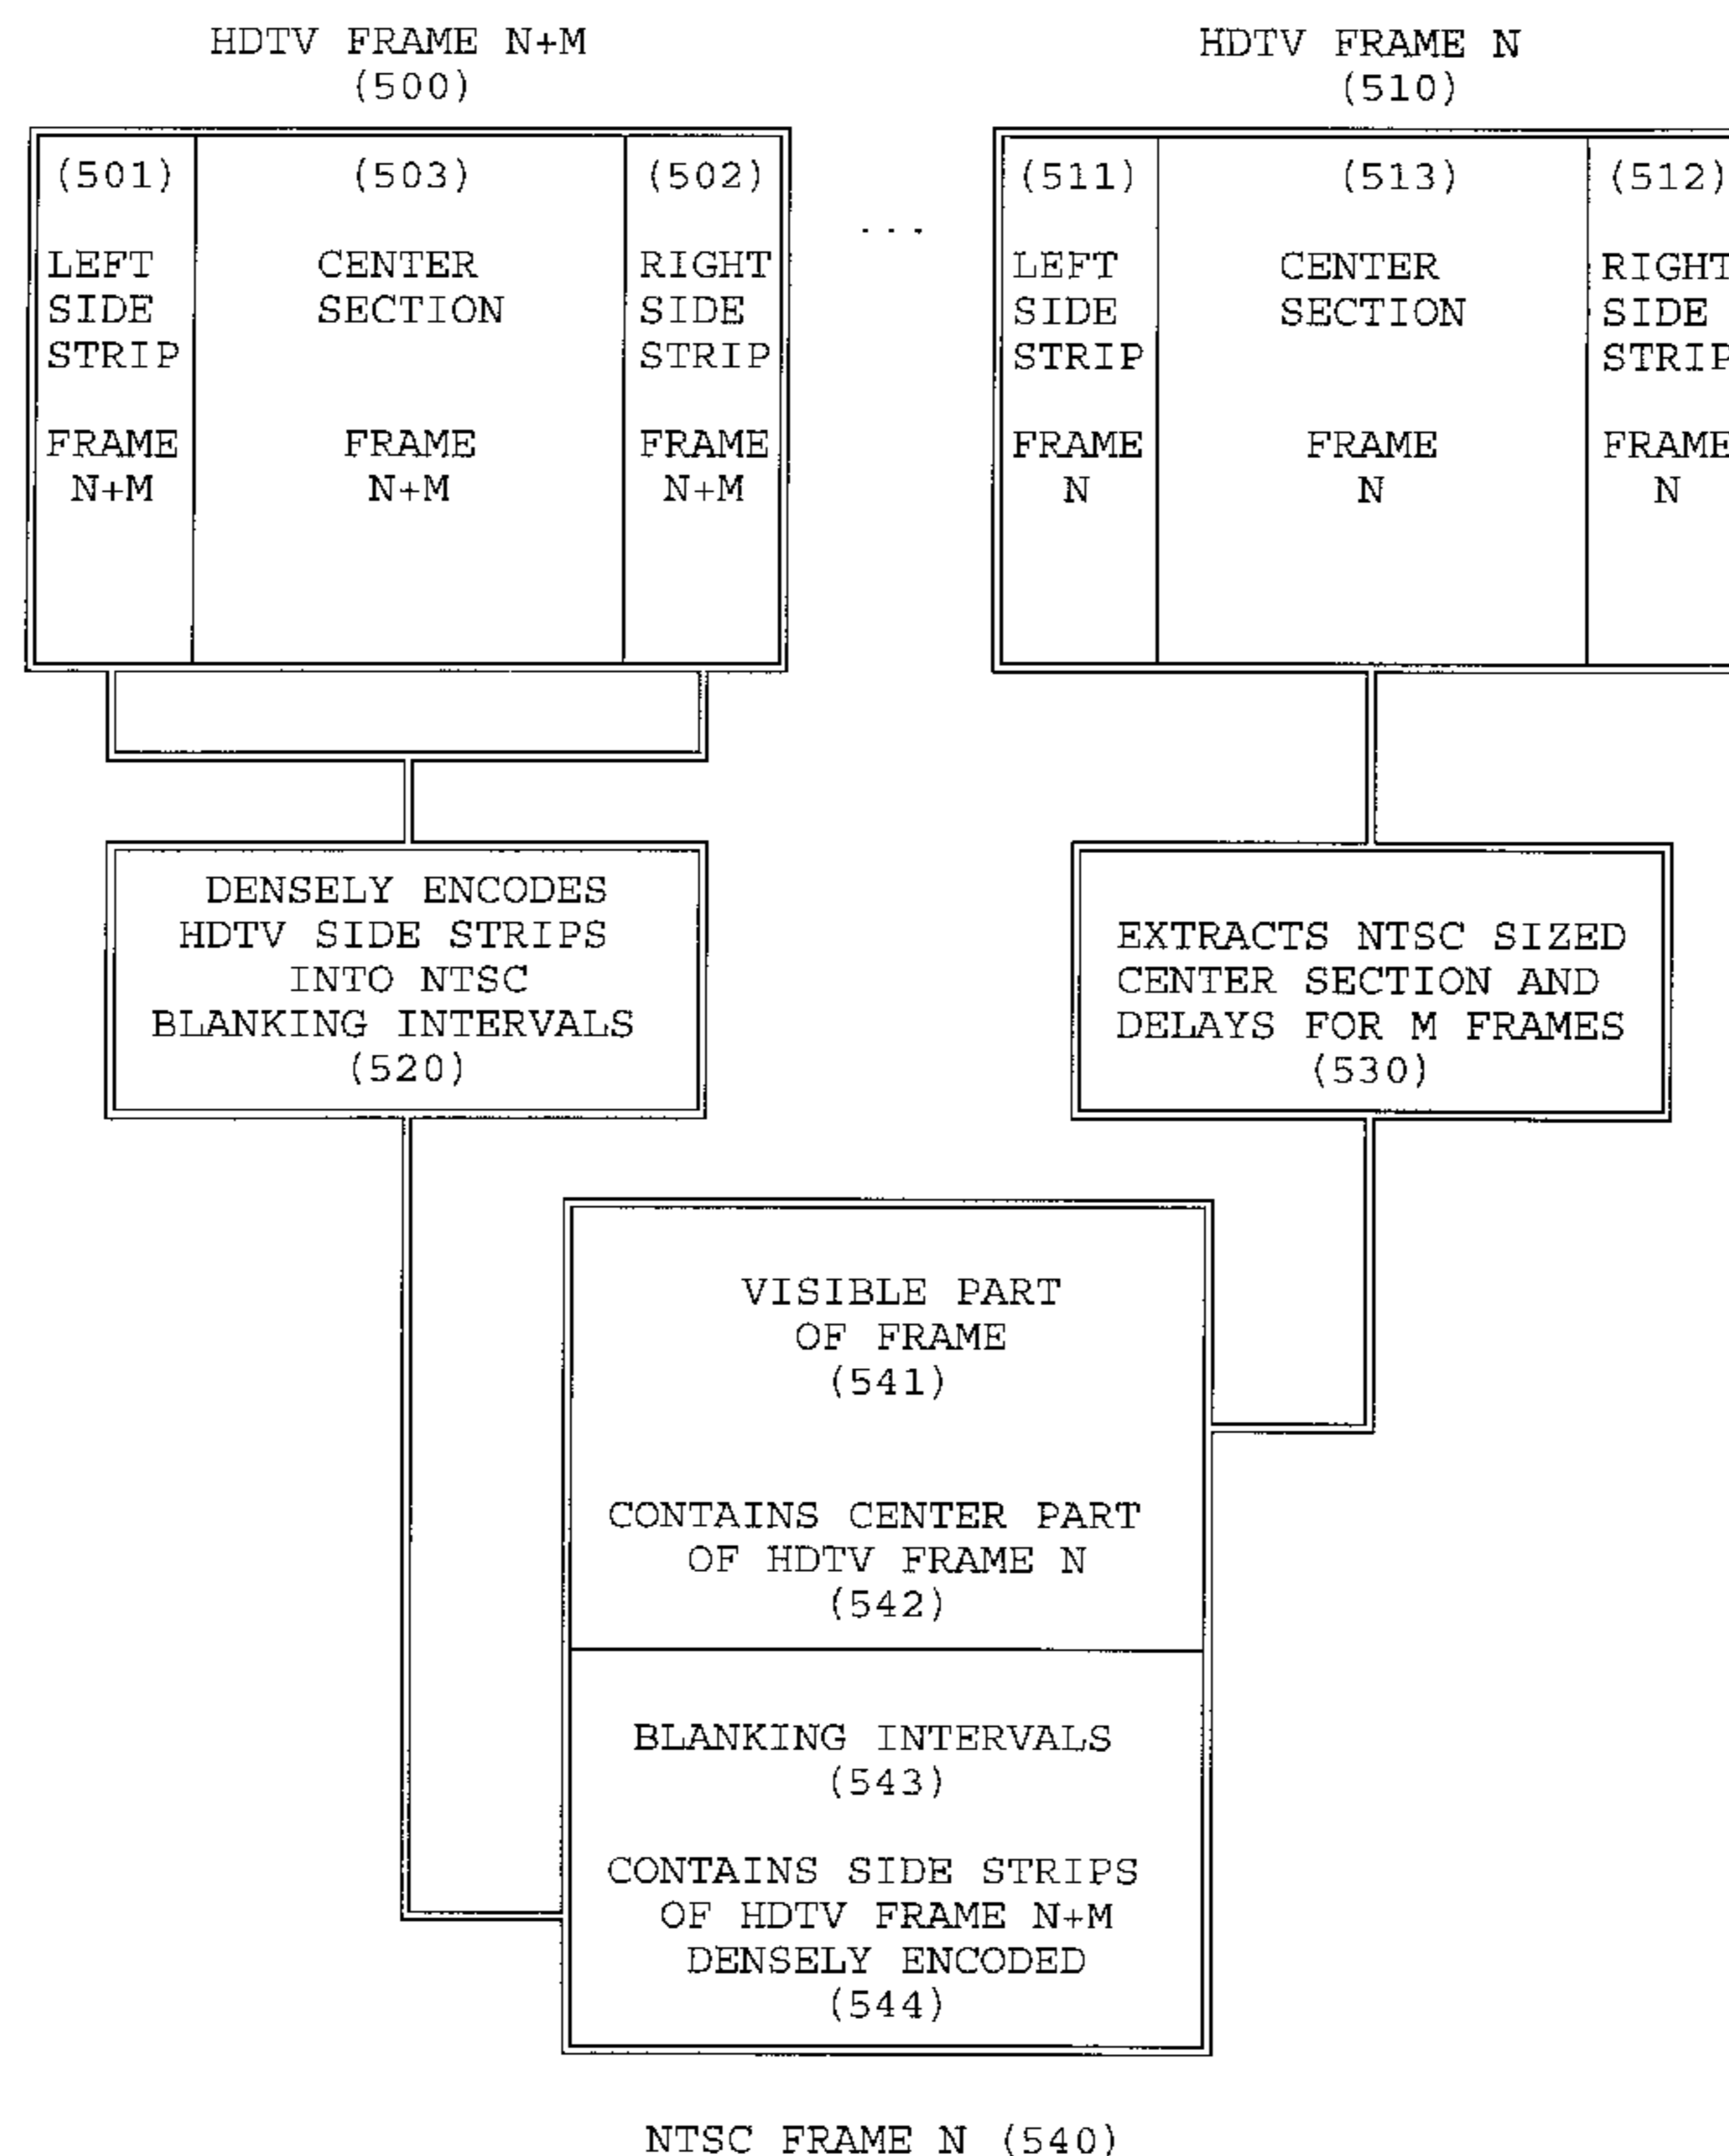 HDTV FRAME N+M
(500)
HDTV FRAME N
(510)
(501)
LEFT
SIDE
STRIP
FRAME
N+M
(503)
CENTER
SECTION
FRAME
N+M
(502)
RIGHT
SIDE
STRIP
FRAME
N+M
...
(511)
LEFT
SIDE
STRIP
FRAME
N
(513)
CENTER
SECTION
FRAME
N
(512)
RIGHT
SIDE
STRIP
FRAME
N
DENSELY ENCODES
HDTV SIDE STRIPS
INTO NTSC
BLANKING INTERVALS
(520)
EXTRACTS NTSC SIZED
CENTER SECTION AND
DELAYS FOR M FRAMES
(530)
VISIBLE PART
OF FRAME
(541)
CONTAINS CENTER PART
OF HDTV FRAME N
(542)
BLANKING INTERVALS
(543)
CONTAINS SIDE STRIPS
OF HDTV FRAME N+M
DENSELY ENCODED
(544)
NTSC FRAME N (540)